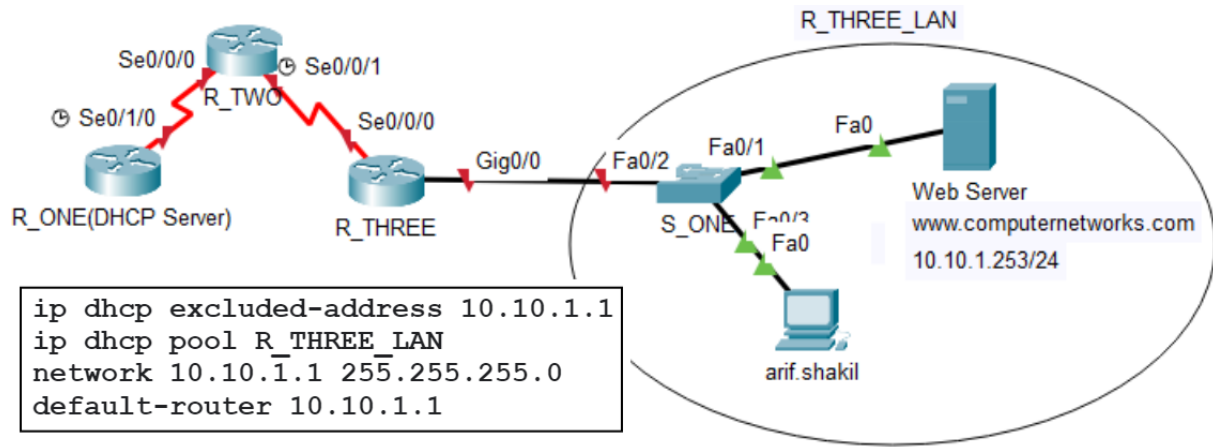 R_THREE_LAN
Se0/0/0
Se0/0/1
R_TWO
Se0/1/0
Se0/0/0
R_ONE(DHCP Server)
R_THREE
Gig0/0
Fa0/2
Fa0/1
Fa0
S_ONE
Fa0/3
Fa0
Web Server
www.computernetworks.com
10.10.1.253/24
arif.shakil
ip dhcp excluded-address 10.10.1.1
ip dhcp pool R_THREE_LAN
network 10.10.1.1 255.255.255.0
default-router 10.10.1.1